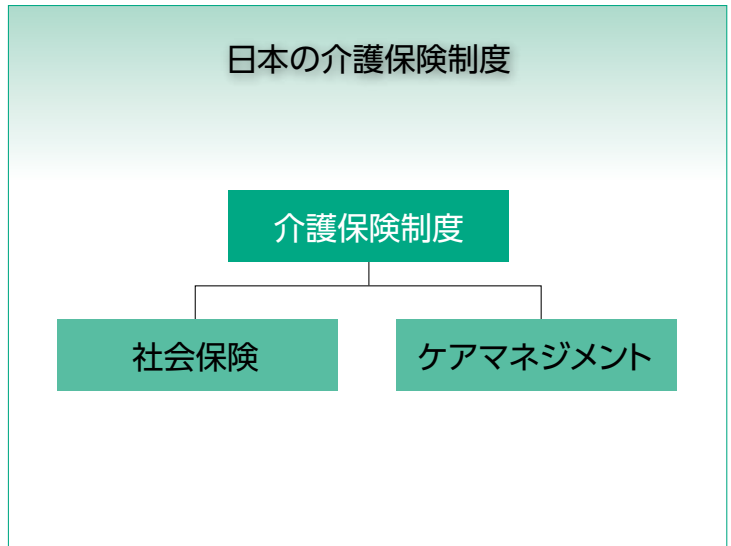 日本の介護保険制度
介護保険制度
社会保険
ケアマネジメント